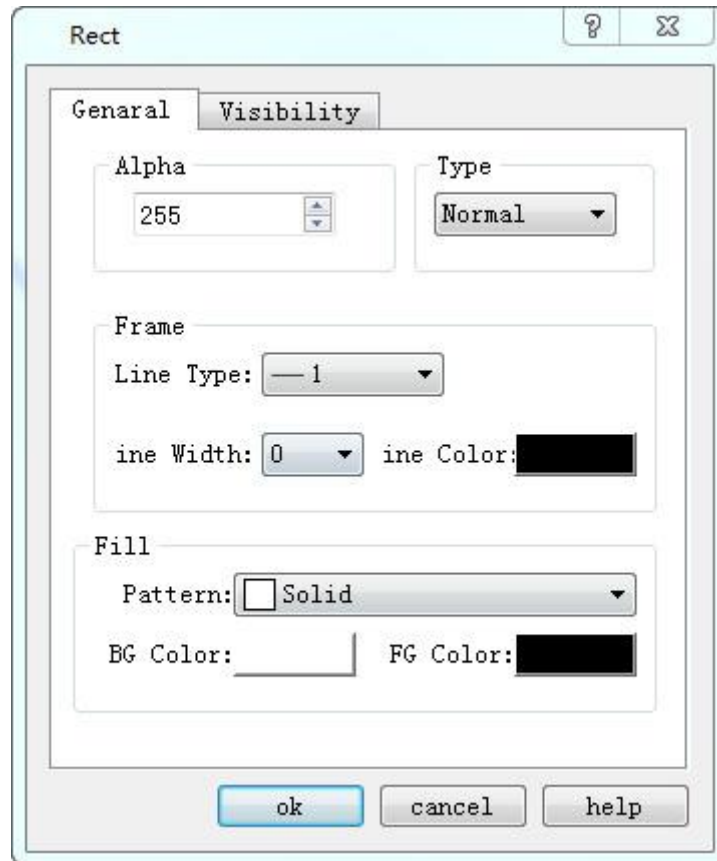 Rect
Genaral Visibility
Alpha Type
255 Normal
Frame
Line Type: 1
ine Width: 0 ine Color:
Fill
Pattern: Solid
BG Color: FG Color:
ok cancel help